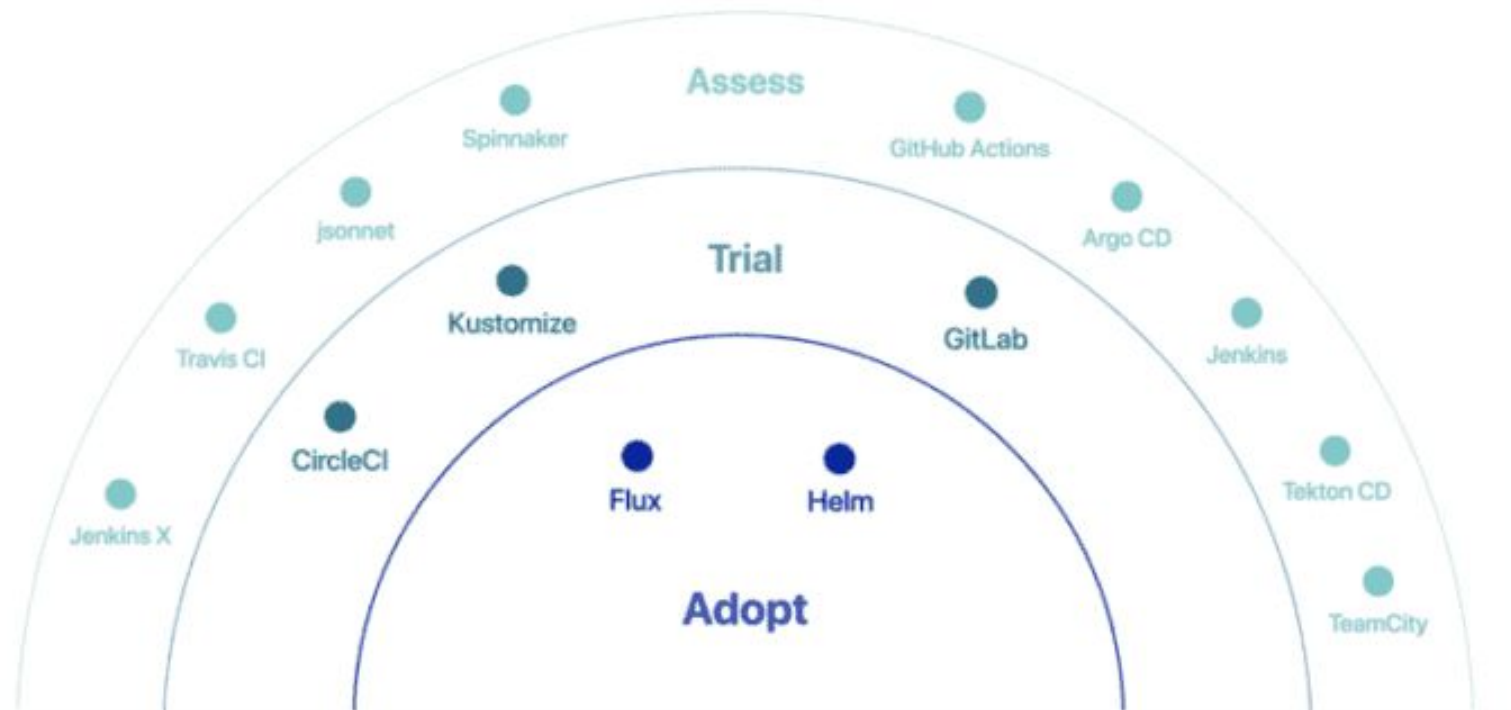 Assess
Spinnaker
GitHub Actions
jsonnet
Argo CD
Trial
Kustomize
GitLab
Travis CI
Jenkins
CircleCI
Flux
Helm
Tekton CD
Jenkins X
Adopt
TeamCity